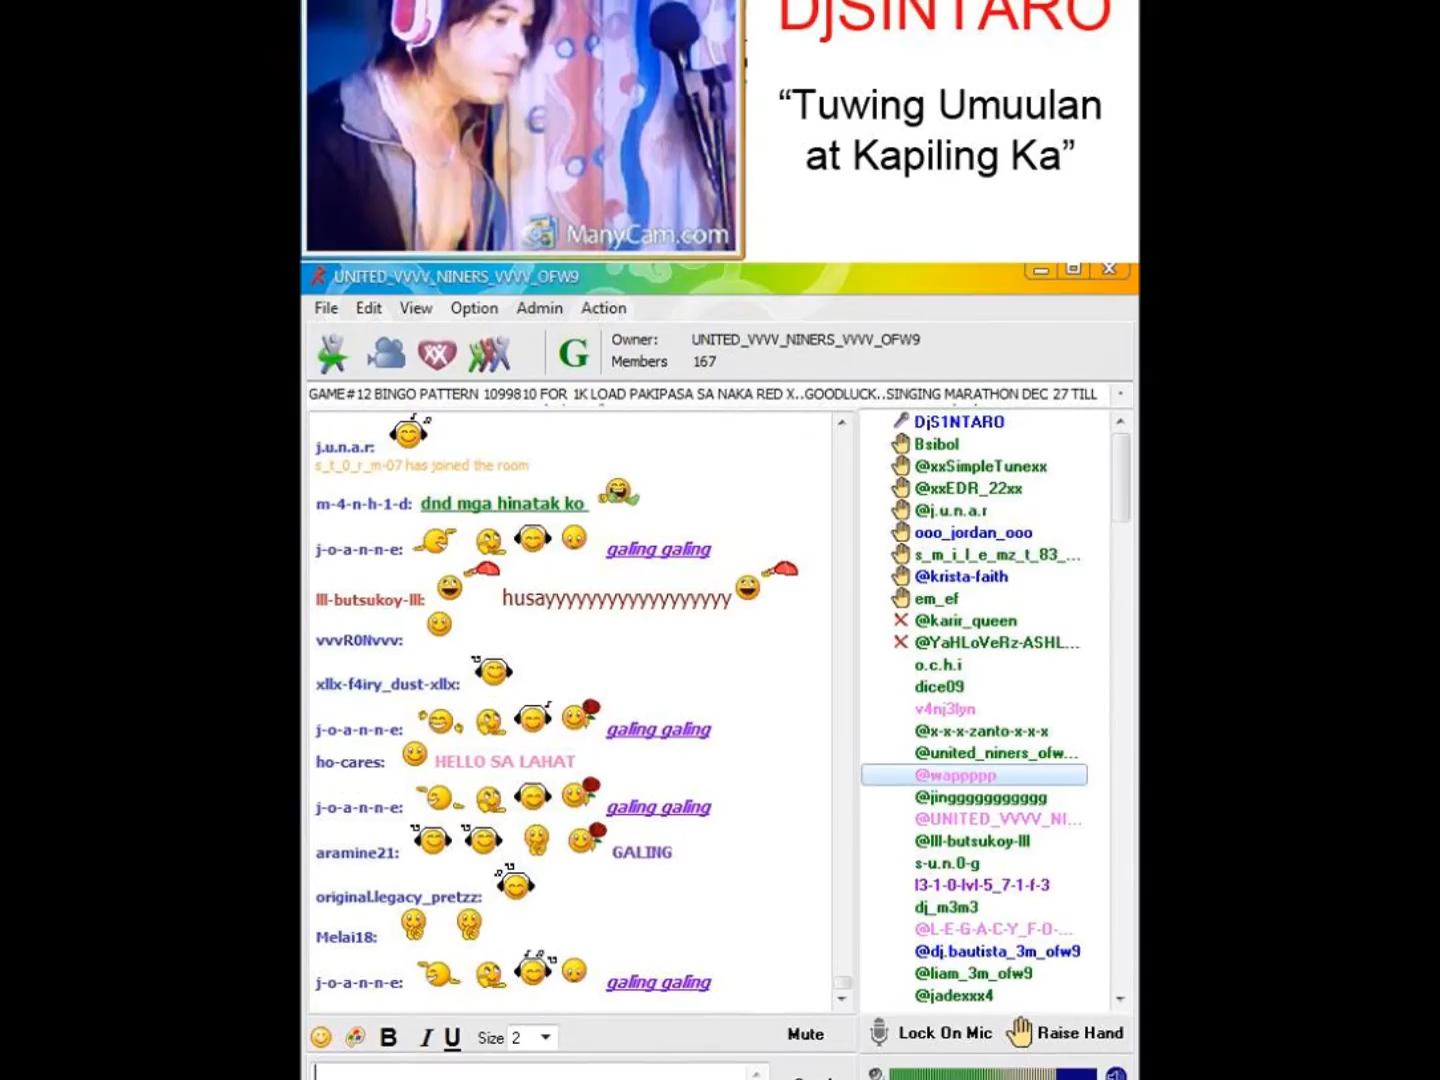 DjSINTARO
“Tuwing Umuulan
at Kapiling Ka”
ManyCam.com
UNITED_VVVV_NINERS_VVVV_OFW9
File Edit View Option Admin Action
G
Owner: UNITED_VVVV_NINERS_VVVV_OFW9
Members 167
GAME#12 BINGO PATTERN 1099810 FOR 1K LOAD PAKIPASA SA NAKA RED X..GOODLUCK..SINGING MARATHON DEC 27 TILL
j.u.n.a.r:
s_t_0_r_m-07 has joined the room
m-4-n-h-1-d: dnd mga hinatak ko
j-o-a-n-n-e: galing galing
lll-butsukoy-lll: husayyyyyyyyyyyyyyyyyy
vvvR0Nvvv:
xllx-f4iry_dust-xllx:
j-o-a-n-n-e: galing galing
ho-cares: HELLO SA LAHAT
j-o-a-n-n-e: galing galing
aramine21: GALING
original.legacy_pretzz:
Melai18:
j-o-a-n-n-e: galing galing
DjS1NTARO
Bsibol
@xxSimpleTunexx
@xxEDR_22xx
@j.u.n.a.r
ooo_jordan_ooo
s_m_i_l_e_mz_t_83_...
@krista-faith
em_ef
@karir_queen
@YaHLoVeRz-ASHL...
o.c.h.i
dice09
v4nj3lyn
@x-x-x-zanto-x-x-x
@united_niners_ofw...
@wappppp
@jinggggggggggg
@UNITED_VVVV_NI...
@lll-butsukoy-lll
s-u.n.0-g
l3-1-0-lvl-5_7-1-f-3
dj_m3m3
@L-E-G-A-C-Y_F-O-...
@dj.bautista_3m_ofw9
@liam_3m_ofw9
@jadexxx4
B I U Size 2 Mute
Lock On Mic Raise Hand